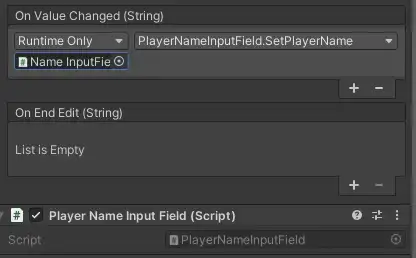 On Value Changed (String)
Runtime Only PlayerNameInputField.SetPlayerName
Name InputFie
On End Edit (String)
List is Empty
Player Name Input Field (Script)
Script PlayerNameInputField